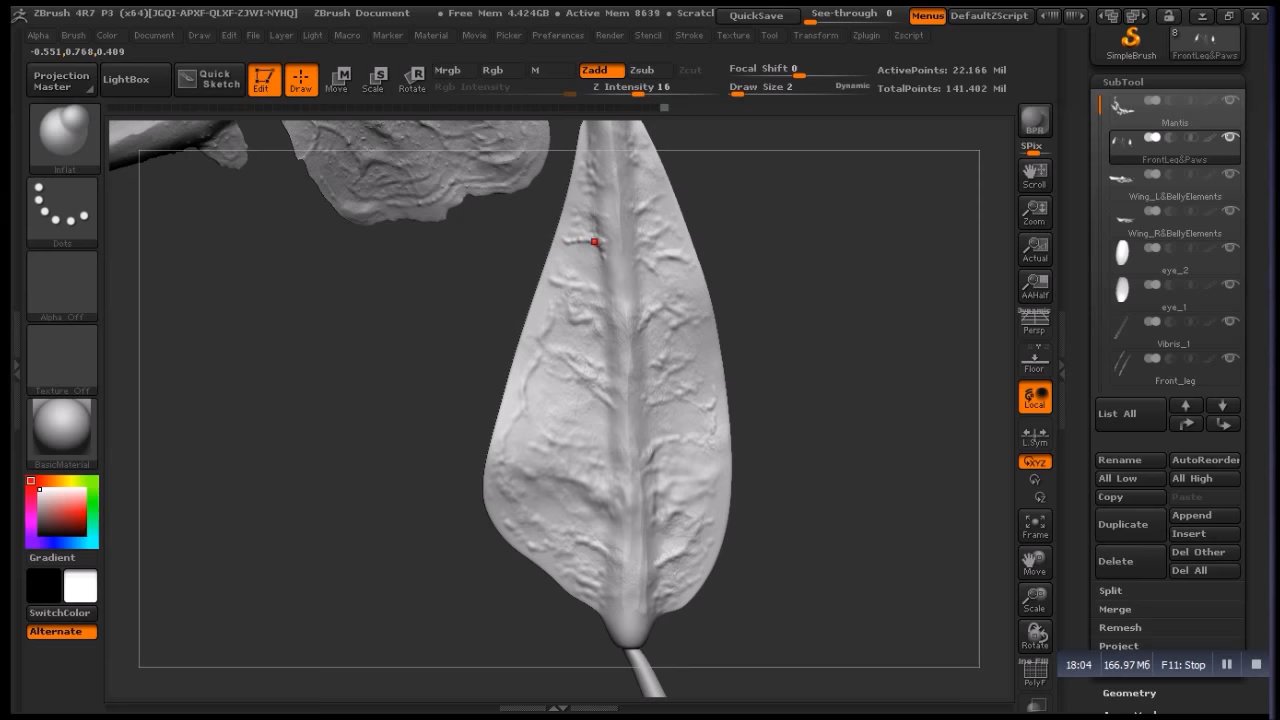 ZBrush 4R7 P3 (x64)[JGQI-APXF-QLXF-ZJWI-NYHQ] ZBrush Document • Free Mem 4.424GB • Active Mem 8639 • Scratcl QuickSave See-through 0 Menus DefaultZScript
Alpha Brush Color Document Draw Edit File Layer Light Macro Marker Material Movie Picker Preferences Render Stencil Stroke Texture Tool Transform Zplugin Zscript
-0.551,0.768,0.409
Projection Master
LightBox
Quick Sketch
Edit
Draw
Move
Scale
Rotate
Mrgb Rgb M
Rgb Intensity
Zadd Zsub Zcut
Z Intensity 16
Focal Shift 0
Draw Size 2 Dynamic
ActivePoints: 22.166 Mil
TotalPoints: 141.402 Mil
Inflat
Dots
Alpha Off
Texture Off
BasicMaterial
Gradient
SwitchColor
Alternate
BPR
SPix
Scroll
Zoom
Actual
AAHalf
Dynamic
Persp
Floor
Local
L.Sym
XYZ
Frame
Move
Scale
Rotate
PolyF
SimpleBrush
8
FrontLeg&Paws
SubTool
Mantis
FrontLeg&Paws
Wing_L&BellyElements
Wing_R&BellyElements
eye_2
eye_1
Vibris_1
Front_leg
List All
Rename AutoReorder
All Low All High
Copy Paste
Duplicate
Append
Insert
Delete
Del Other
Del All
Split
Merge
Remesh
Project
18:04 166.97Мб F11: Stop
Geometry